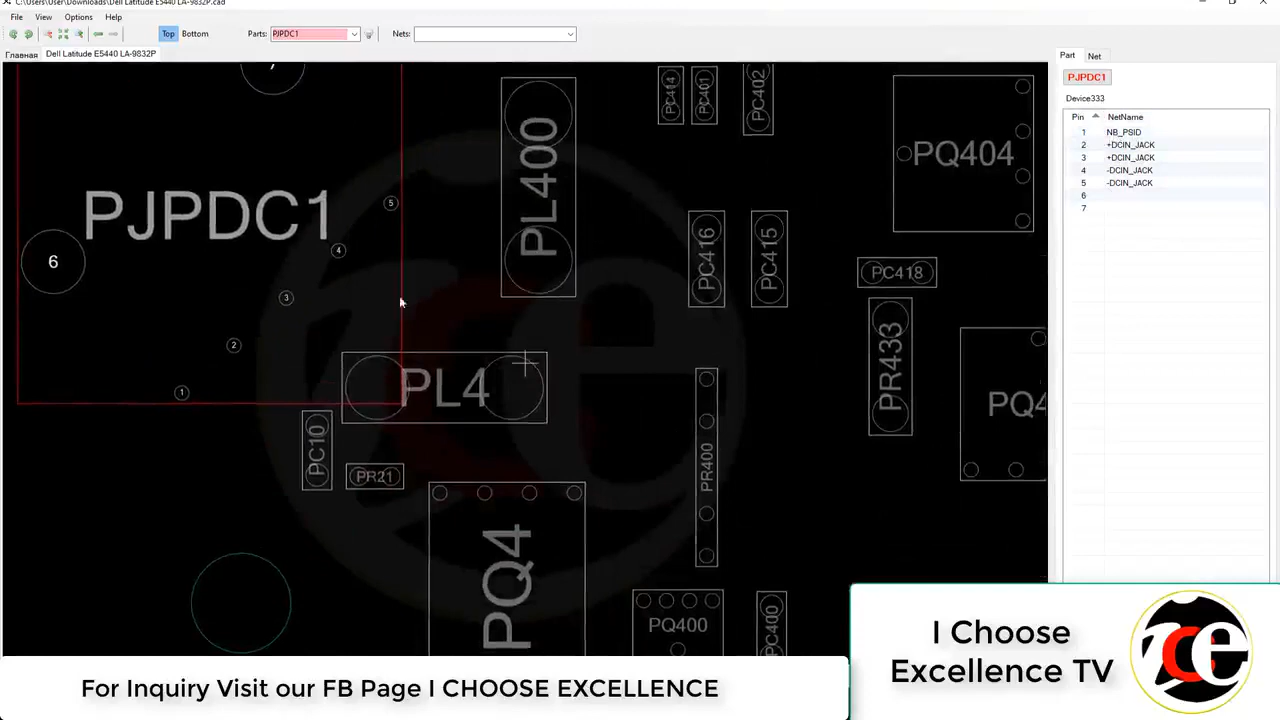 C:\Users\User\Downloads\Dell Latitude E5440 LA-9832P.cad
File View Options Help
Top Bottom Parts: PJPDC1 Nets:
Главная Dell Latitude E5440 LA-9832P
Part Net
PJPDC1
Device333
Pin NetName
1 NB_PSID
2 +DCIN_JACK
3 +DCIN_JACK
4 -DCIN_JACK
5 -DCIN_JACK
6
7
7
PJPDC1
6
5
4
3
2
1
PL400
PC414
PC401
PC402
PQ404
PC416
PC415
PC418
PR433
PL4
PC10
PR21
PR400
PQ4
PQ4
PQ400
PC400
I Choose
Excellence TV
For Inquiry Visit our FB Page I CHOOSE EXCELLENCE